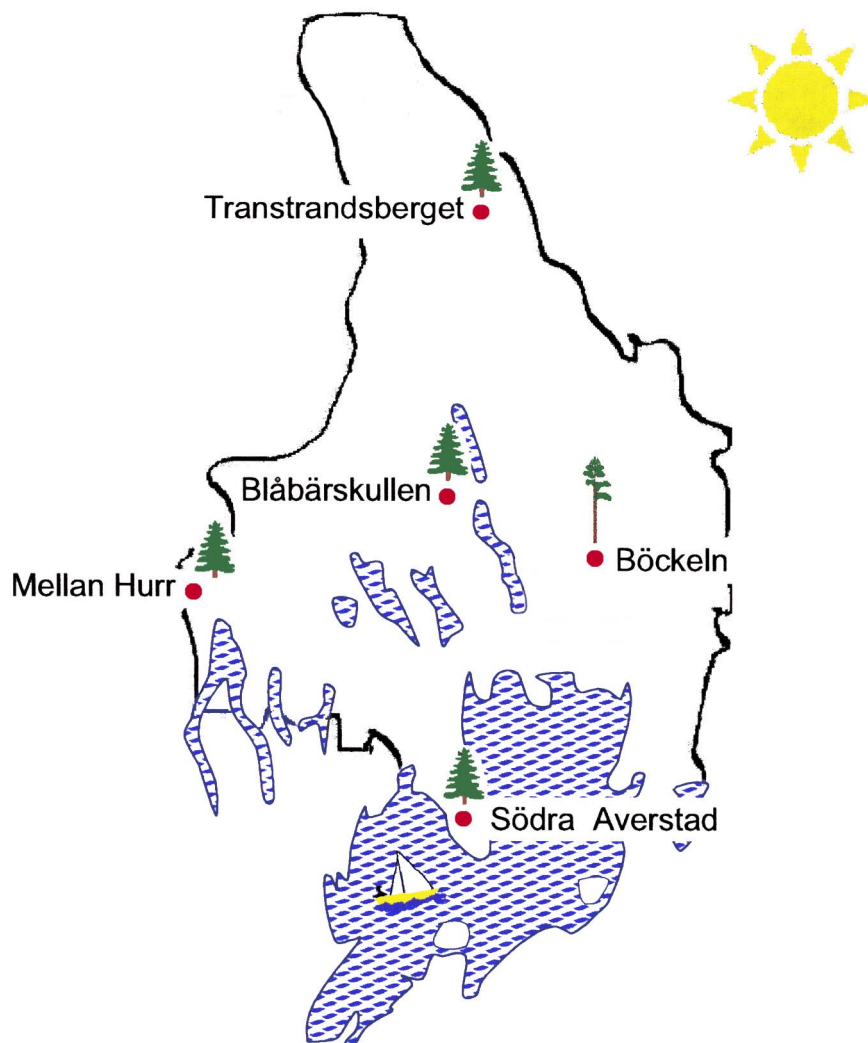 Transtrandsberget
Blåbärskullen
Böckeln
Mellan Hurr
Södra Averstad